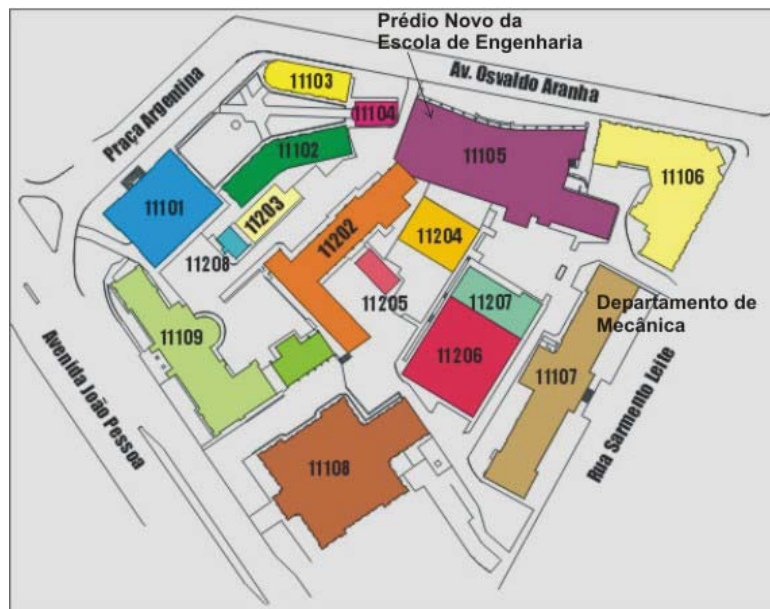 Prédio Novo da
Escola de Engenharia
Av. Osvaldo Aranha
Praça Argentina
11103
11104
11102
11105
11106
11101
11203
11202
11204
11208
11205
11207
Departamento de
Mecânica
11109
11206
11107
Avenida João Pessoa
Rua Sarmento Leite
11108